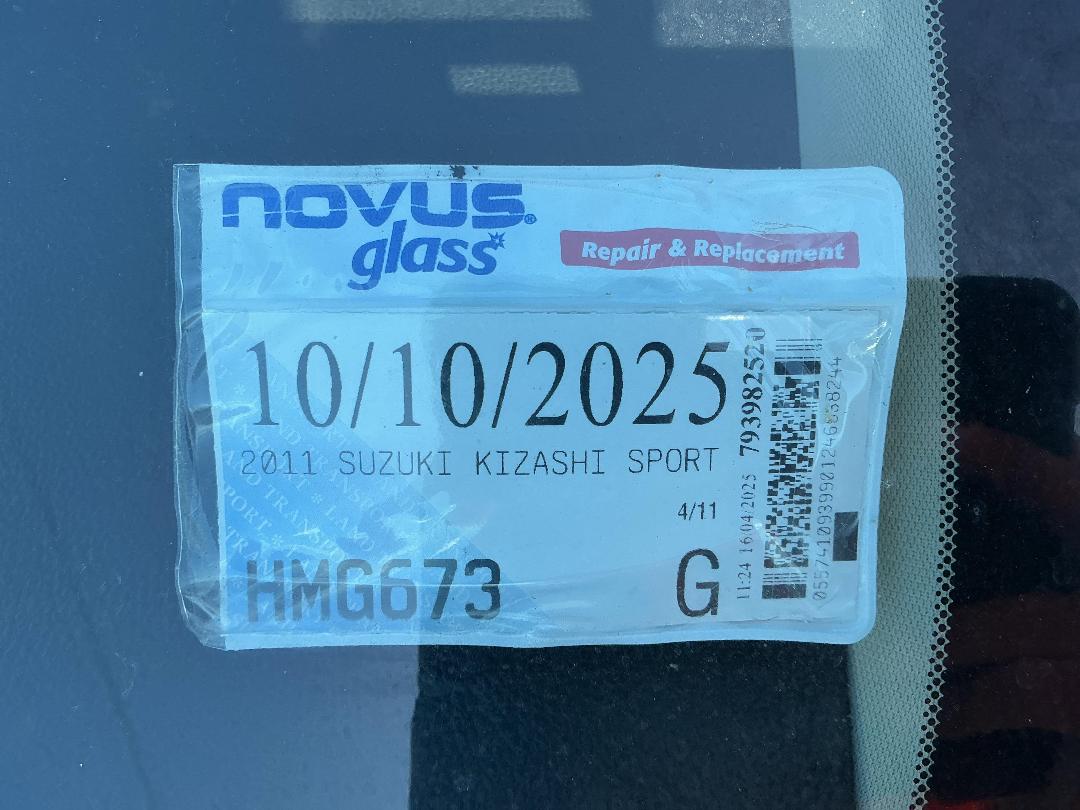 NOVUS®
glass
Repair & Replacement
10/10/2025
2011 SUZUKI KIZASHI SPORT
4/11
HMG673 G
11:24 16/04/2025 793982520